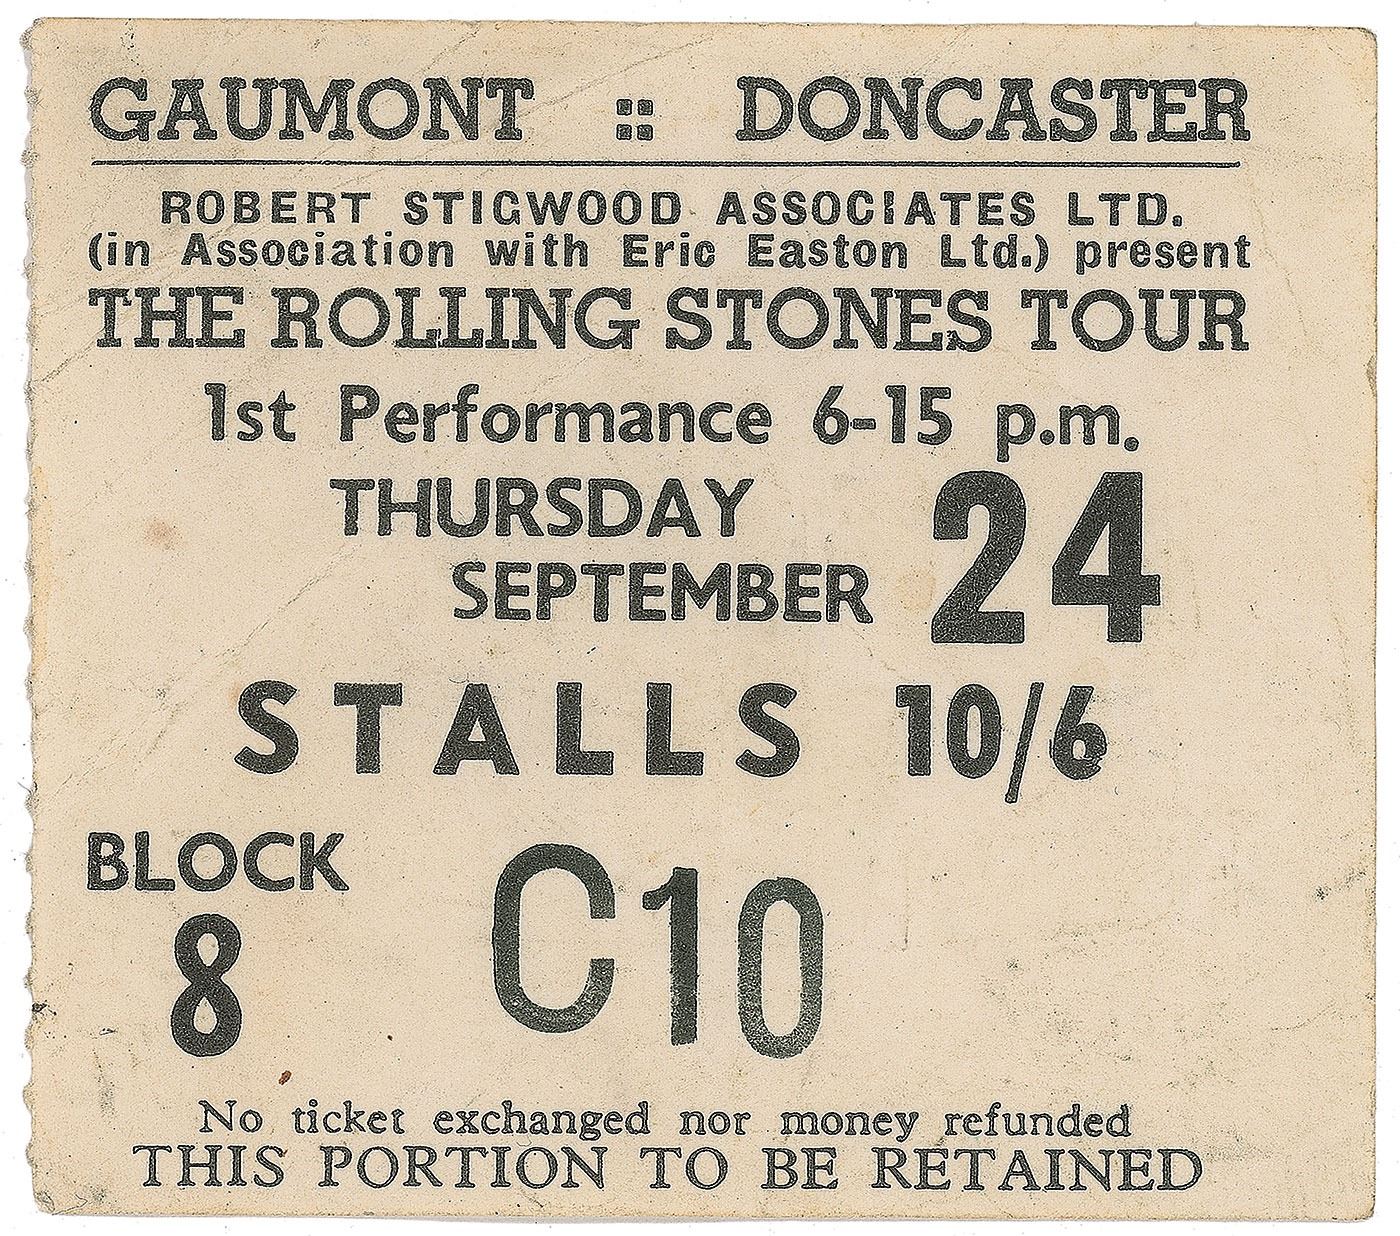 GAUMONT :: DONCASTER
ROBERT STIGWOOD ASSOCIATES LTD.
(in Association with Eric Easton Ltd.) present
THE ROLLING STONES TOUR
1st Performance 6-15 p.m.
THURSDAY
SEPTEMBER 24
STALLS 10/6
BLOCK
8 C10
No ticket exchanged nor money refunded
THIS PORTION TO BE RETAINED